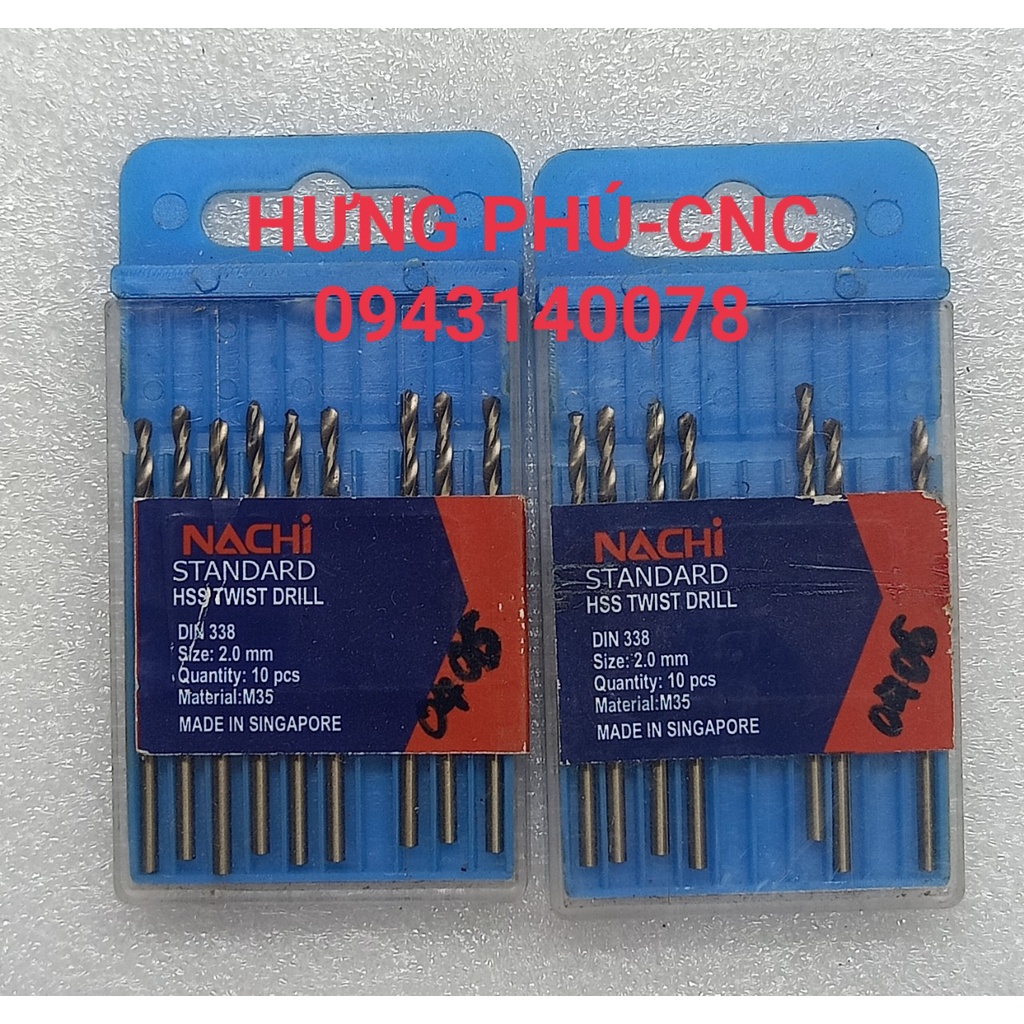 HƯNG PHÚ-CNC
0943140078
NACHi
STANDARD
HSS TWIST DRILL
DIN 338
Size: 2.0 mm
Quantity: 10 pcs
Material:M35
MADE IN SINGAPORE
NACHi
STANDARD
HSS TWIST DRILL
DIN 338
Size: 2.0 mm
Quantity: 10 pcs
Material:M35
MADE IN SINGAPORE